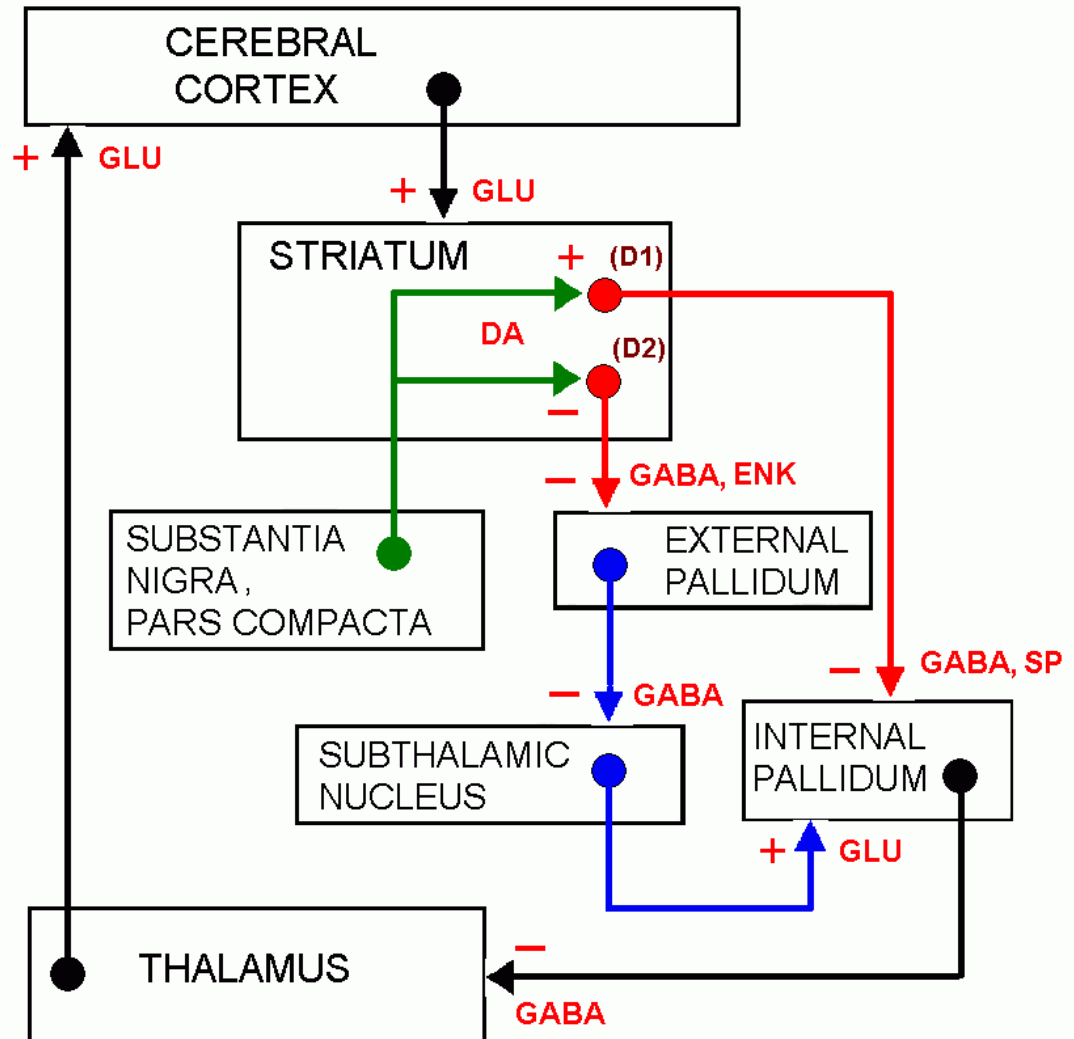 CEREBRAL
CORTEX
+ GLU
+ GLU
STRIATUM
+ (D1)
DA
(D2)
−
− GABA, ENK
SUBSTANTIA
NIGRA ,
PARS COMPACTA
EXTERNAL
PALLIDUM
− GABA, SP
− GABA
SUBTHALAMIC
NUCLEUS
INTERNAL
PALLIDUM
+ GLU
THALAMUS
−
GABA